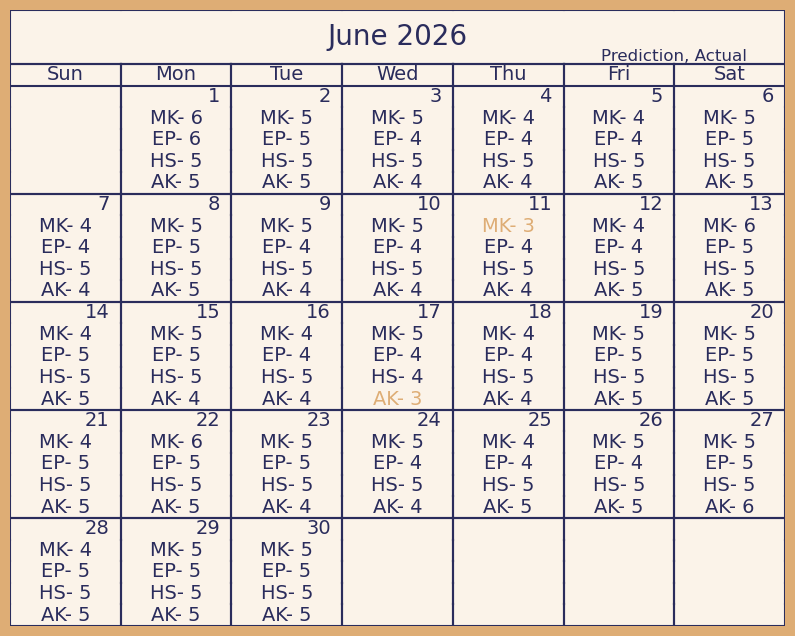 June 2026
Prediction, Actual
Sun Mon Tue Wed Thu Fri Sat
1 2 3 4 5 6
MK- 6 MK- 5 MK- 5 MK- 4 MK- 4 MK- 5
EP- 6 EP- 5 EP- 4 EP- 4 EP- 4 EP- 5
HS- 5 HS- 5 HS- 5 HS- 5 HS- 5 HS- 5
AK- 5 AK- 5 AK- 4 AK- 4 AK- 5 AK- 5
7 8 9 10 11 12 13
MK- 4 MK- 5 MK- 5 MK- 5 MK- 3 MK- 4 MK- 6
EP- 4 EP- 5 EP- 4 EP- 4 EP- 4 EP- 4 EP- 5
HS- 5 HS- 5 HS- 5 HS- 5 HS- 5 HS- 5 HS- 5
AK- 4 AK- 5 AK- 4 AK- 4 AK- 4 AK- 5 AK- 5
14 15 16 17 18 19 20
MK- 4 MK- 5 MK- 4 MK- 5 MK- 4 MK- 5 MK- 5
EP- 5 EP- 5 EP- 4 EP- 4 EP- 4 EP- 5 EP- 5
HS- 5 HS- 5 HS- 5 HS- 4 HS- 5 HS- 5 HS- 5
AK- 5 AK- 4 AK- 4 AK- 3 AK- 4 AK- 5 AK- 5
21 22 23 24 25 26 27
MK- 4 MK- 6 MK- 5 MK- 5 MK- 4 MK- 5 MK- 5
EP- 5 EP- 5 EP- 5 EP- 4 EP- 4 EP- 4 EP- 5
HS- 5 HS- 5 HS- 5 HS- 5 HS- 5 HS- 5 HS- 5
AK- 5 AK- 5 AK- 4 AK- 4 AK- 5 AK- 5 AK- 6
28 29 30
MK- 4 MK- 5 MK- 5
EP- 5 EP- 5 EP- 5
HS- 5 HS- 5 HS- 5
AK- 5 AK- 5 AK- 5